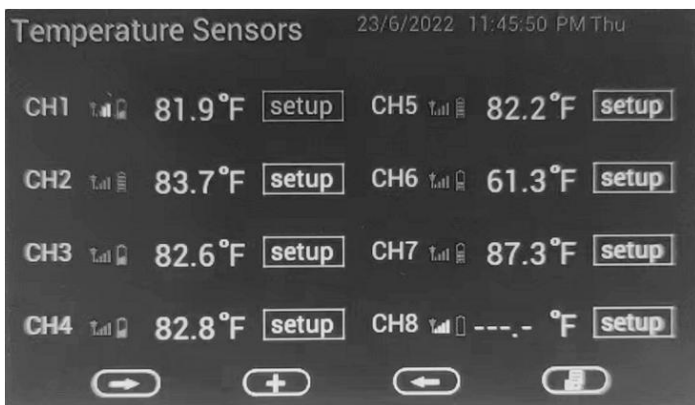 Temperature Sensors 23/6/2022 11:45:50 PM Thu
CH1 81.9°F setup CH5 82.2°F setup
CH2 83.7°F setup CH6 61.3°F setup
CH3 82.6°F setup CH7 87.3°F setup
CH4 82.8°F setup CH8 ---.- °F setup